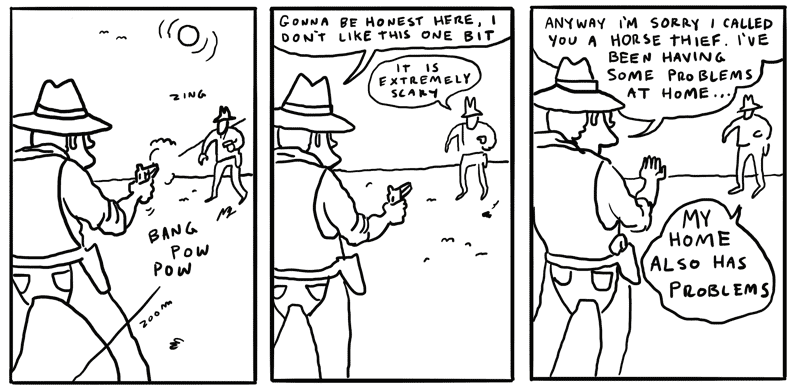 ZING
BANG
POW
POW
ZOOM
GONNA BE HONEST HERE, I
DON'T LIKE THIS ONE BIT
IT IS
EXTREMELY
SCARY
ANYWAY I'M SORRY I CALLED
YOU A HORSE THIEF. I'VE
BEEN HAVING
SOME PROBLEMS
AT HOME...
MY
HOME
ALSO HAS
PROBLEMS